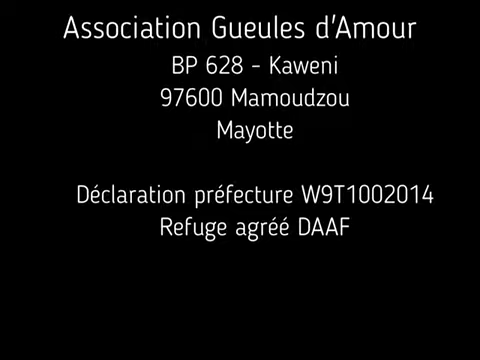 Association Gueules d'Amour
BP 628 - Kaweni
97600 Mamoudzou
Mayotte
Déclaration préfecture W9T1002014
Refuge agréé DAAF